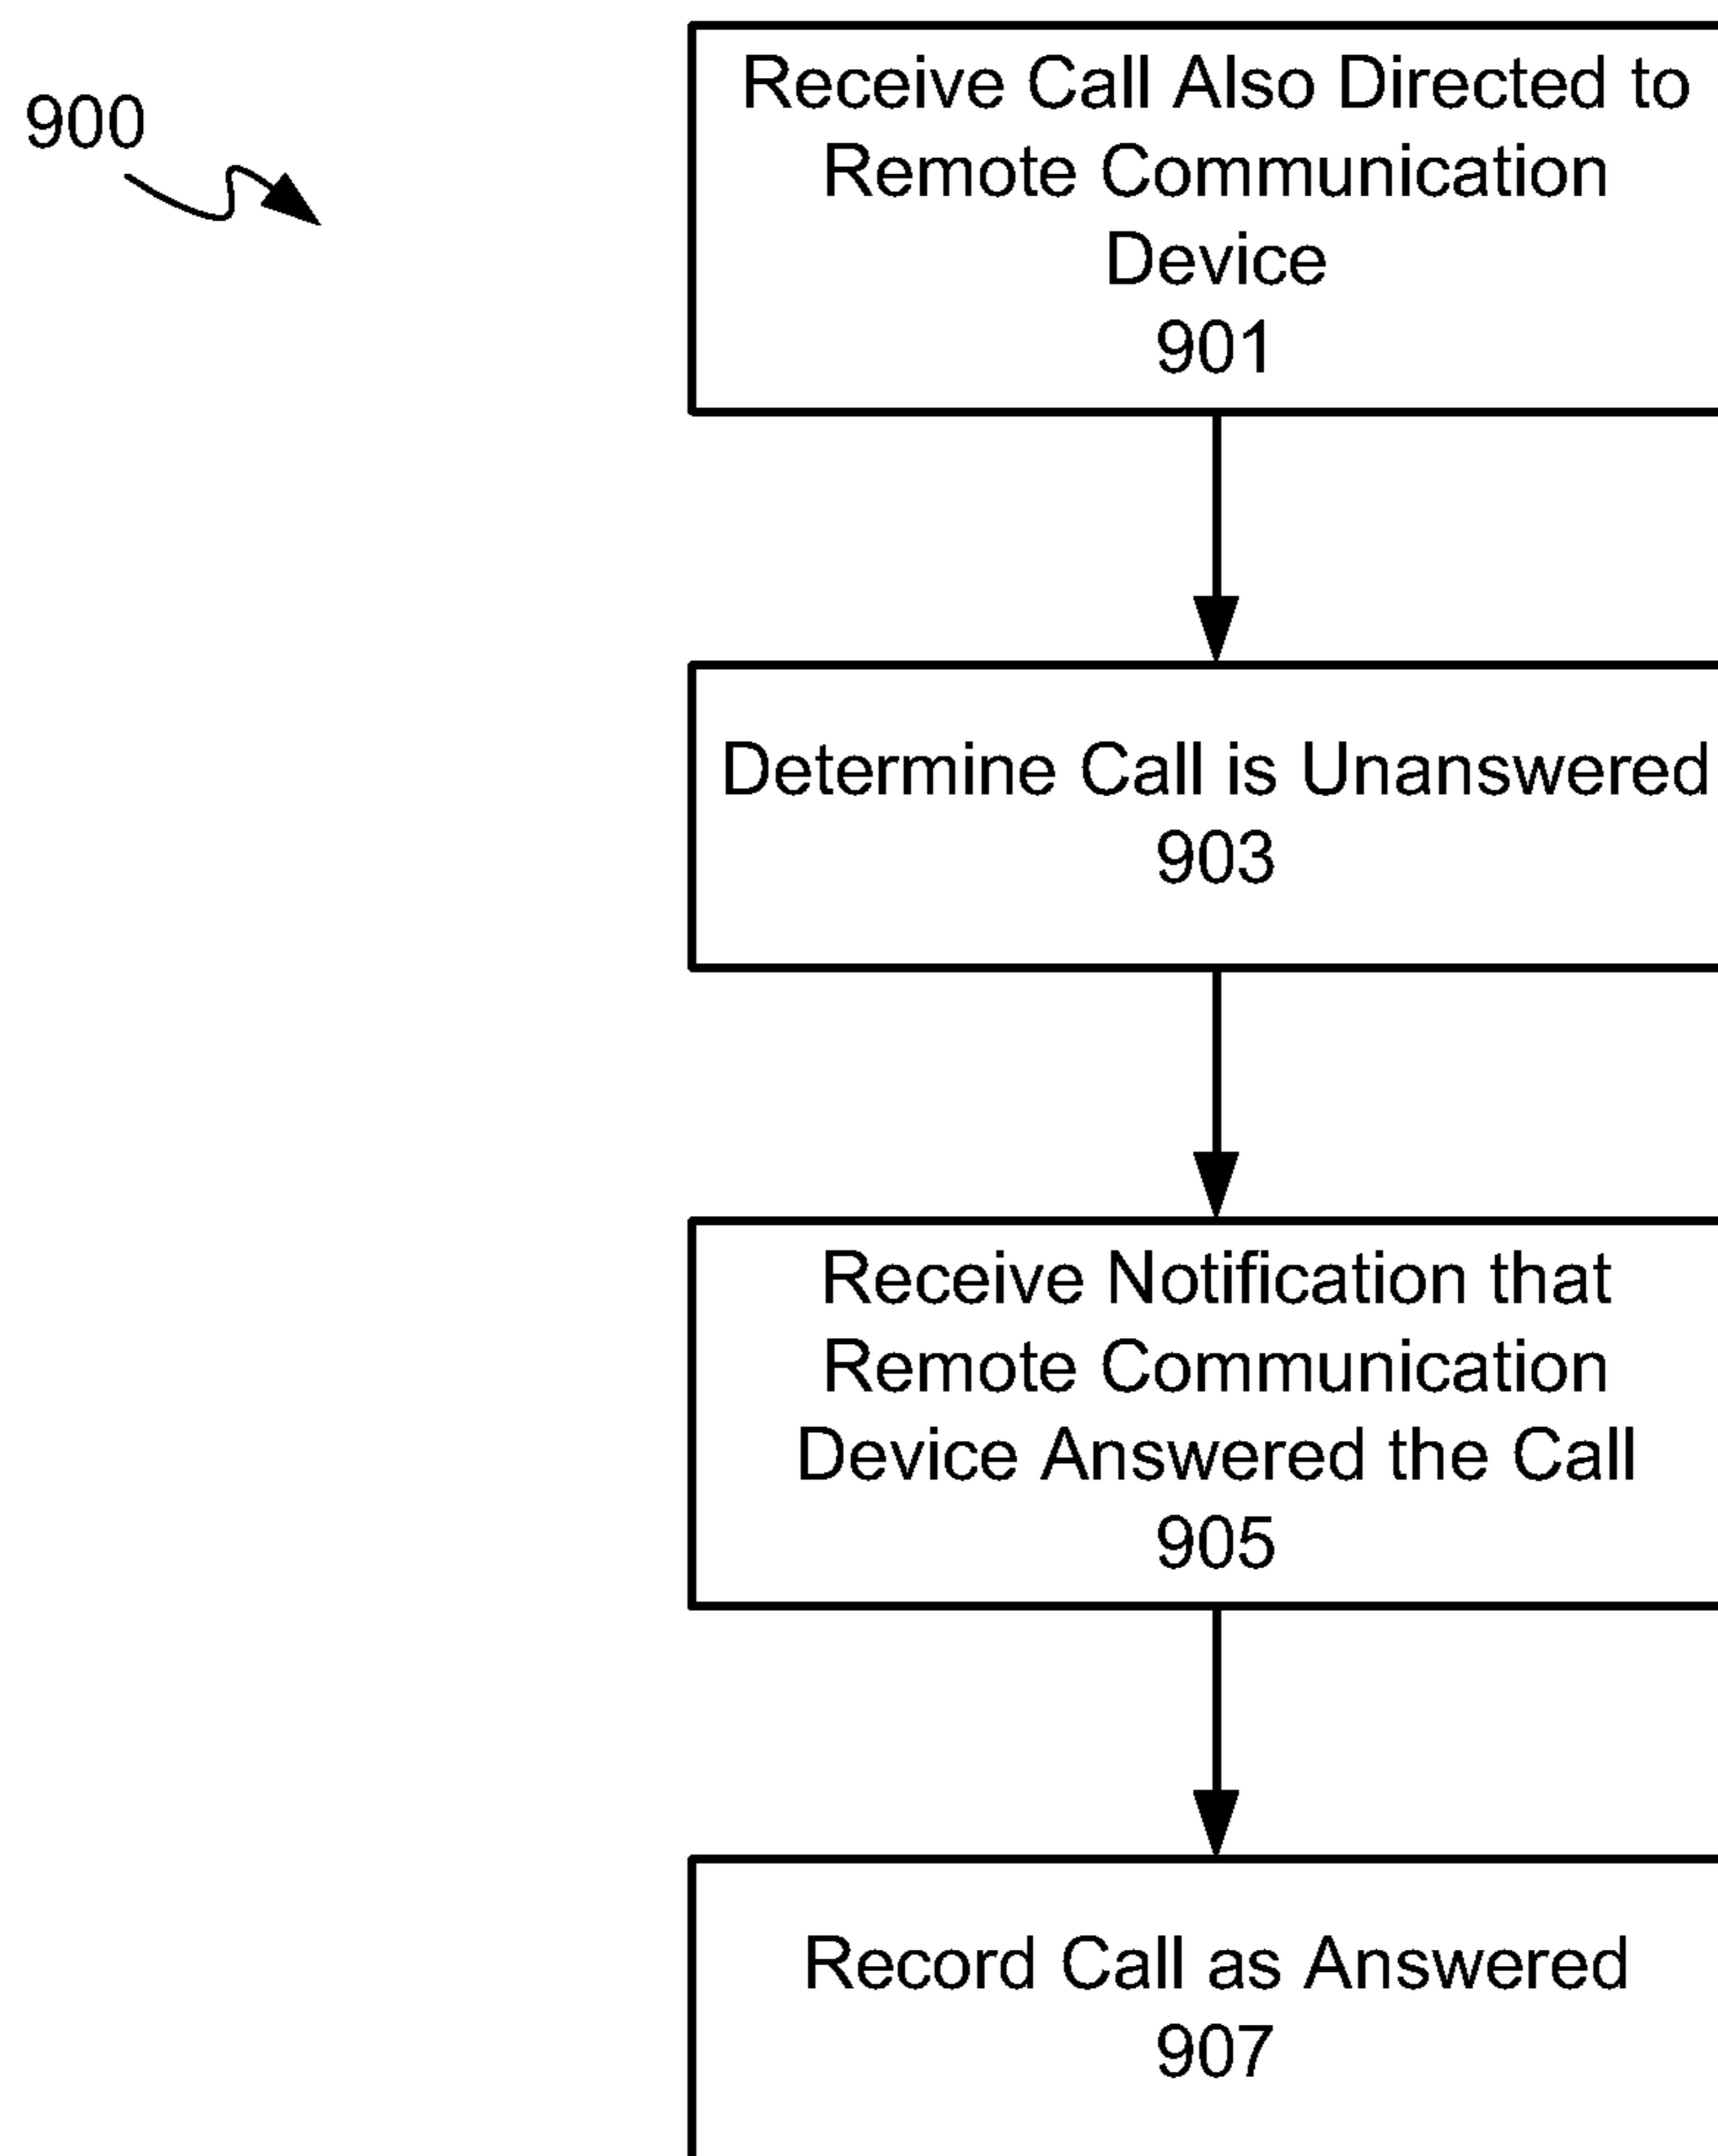 900
Receive Call Also Directed to
Remote Communication
Device
901
Determine Call is Unanswered
903
Receive Notification that
Remote Communication
Device Answered the Call
905
Record Call as Answered
907